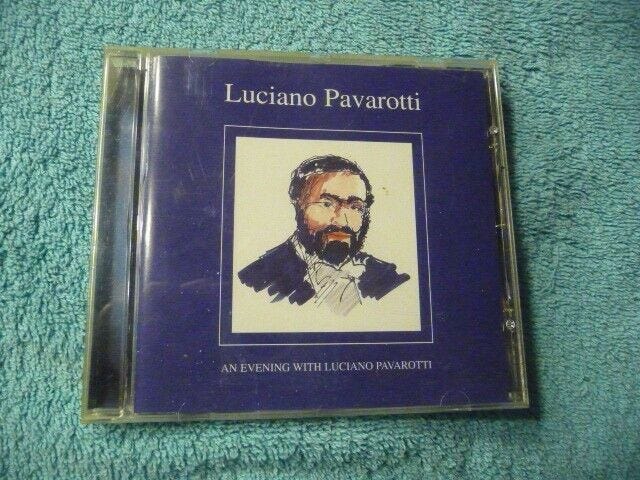 Luciano Pavarotti
AN EVENING WITH LUCIANO PAVAROTTI